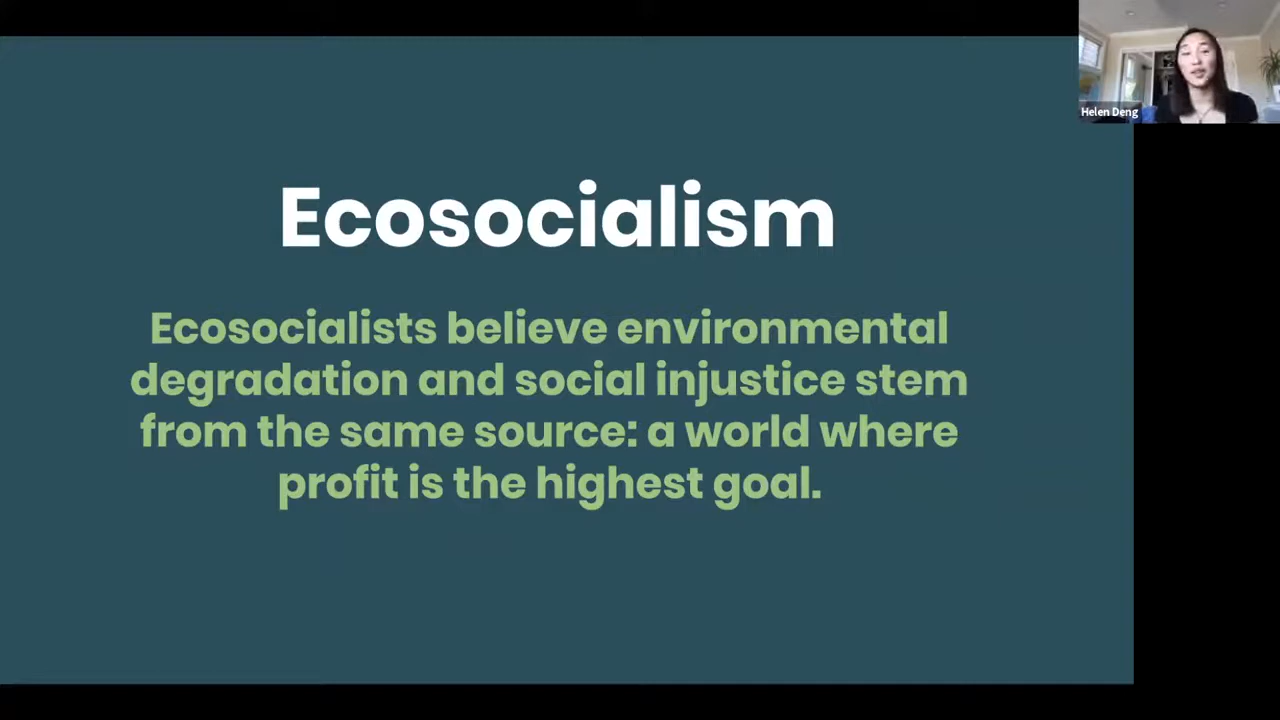 Helen Deng
Ecosocialism
Ecosocialists believe environmental
degradation and social injustice stem
from the same source: a world where
profit is the highest goal.